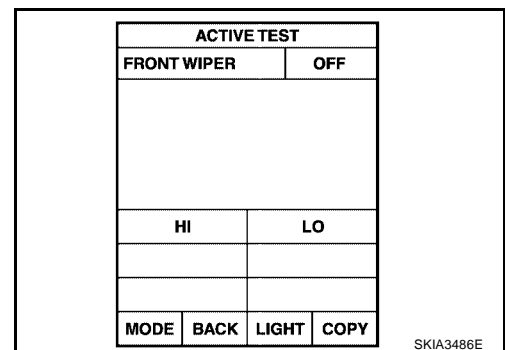 ACTIVE TEST
FRONT WIPER OFF
HI LO
MODE BACK LIGHT COPY
SKIA3486E